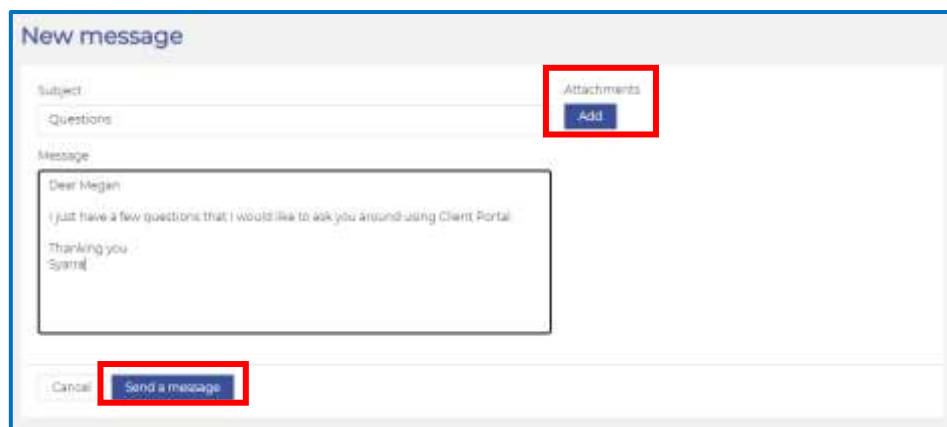 New message
Subject
Attachments
Questions
Add
Message
Dear Megan
I just have a few questions that I would like to ask you around using Client Portal
Thanking you
Cancel
Send a message